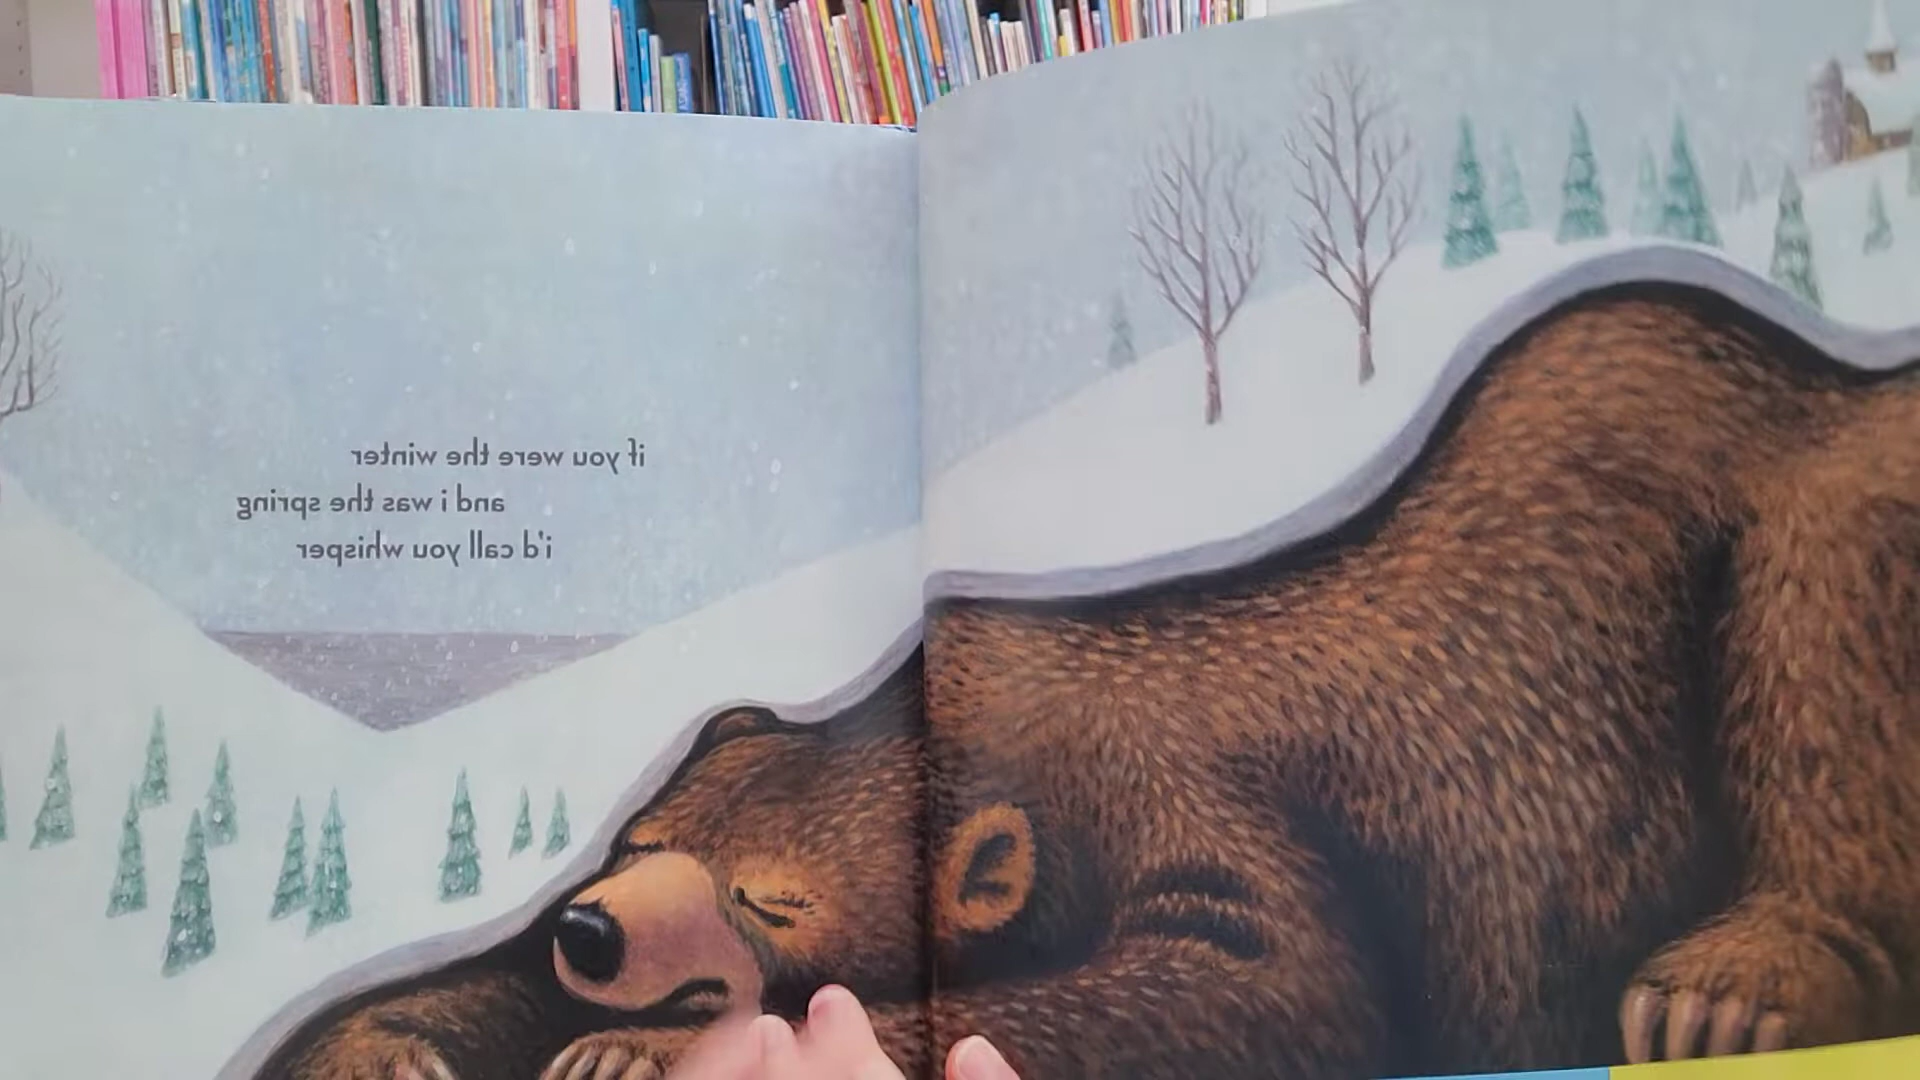 if you were the winter
and i was the spring
i'd call you whisper